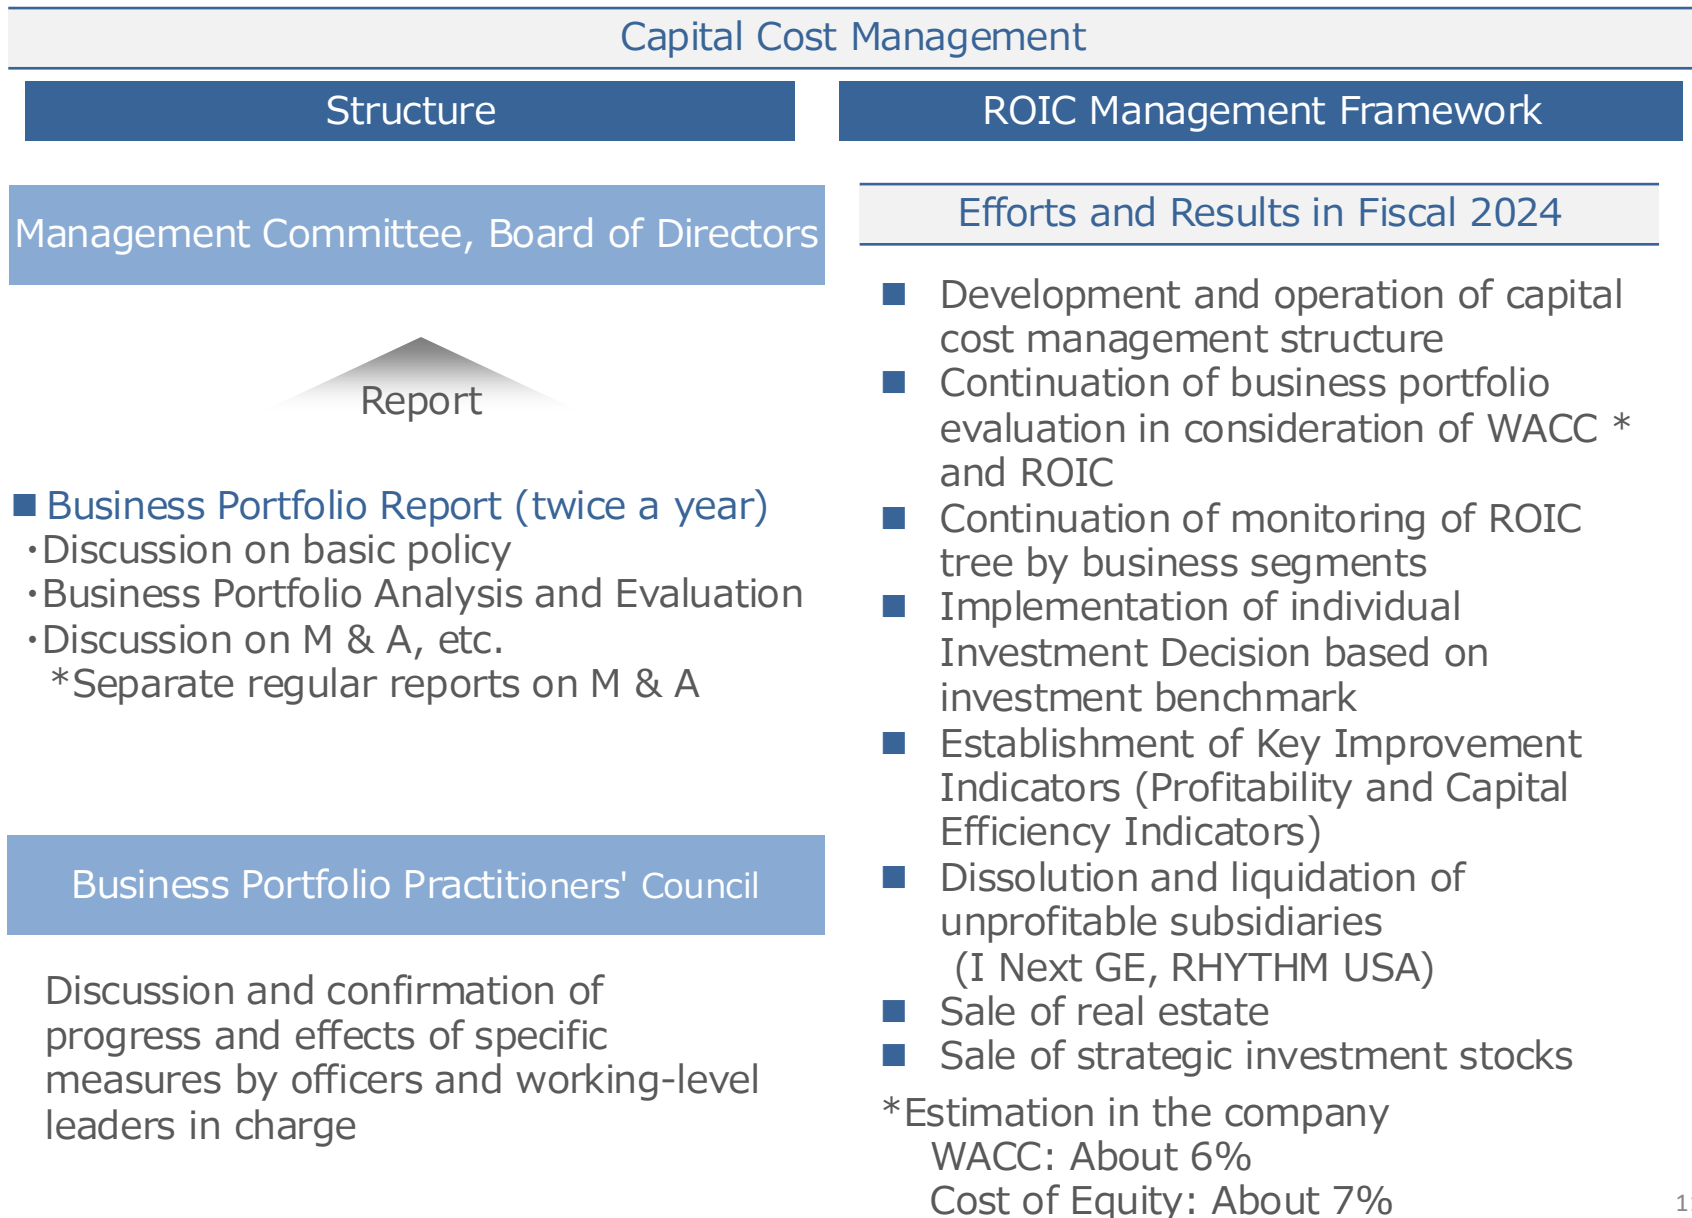 Capital Cost Management
Structure
Management Committee, Board of Directors
Report
■ Business Portfolio Report (twice a year)
・Discussion on basic policy
・Business Portfolio Analysis and Evaluation
・Discussion on M & A, etc.
*Separate regular reports on M & A
Business Portfolio Practitioners' Council
Discussion and confirmation of
progress and effects of specific
measures by officers and working-level
leaders in charge
ROIC Management Framework
Efforts and Results in Fiscal 2024
■ Development and operation of capital
cost management structure
■ Continuation of business portfolio
evaluation in consideration of WACC *
and ROIC
■ Continuation of monitoring of ROIC
tree by business segments
■ Implementation of individual
Investment Decision based on
investment benchmark
■ Establishment of Key Improvement
Indicators (Profitability and Capital
Efficiency Indicators)
■ Dissolution and liquidation of
unprofitable subsidiaries
(I Next GE, RHYTHM USA)
■ Sale of real estate
■ Sale of strategic investment stocks
*Estimation in the company
WACC: About 6%
Cost of Equity: About 7%